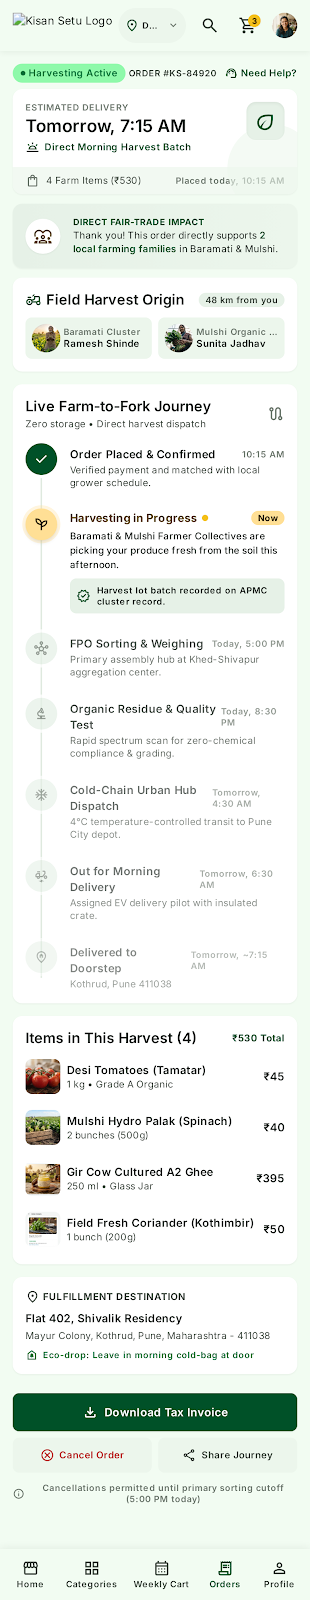 Kisan Setu Logo
D...
3
Harvesting Active
ORDER #KS-84920
Need Help?
ESTIMATED DELIVERY
Tomorrow, 7:15 AM
Direct Morning Harvest Batch
4 Farm Items (₹530)
Placed today, 10:15 AM
DIRECT FAIR-TRADE IMPACT
Thank you! This order directly supports 2
local farming families in Baramati & Mulshi.
Field Harvest Origin
48 km from you
Baramati Cluster
Ramesh Shinde
Mulshi Organic ...
Sunita Jadhav
Live Farm-to-Fork Journey
Zero storage • Direct harvest dispatch
Order Placed & Confirmed
10:15 AM
Verified payment and matched with local
grower schedule.
Harvesting in Progress
Now
Baramati & Mulshi Farmer Collectives are
picking your produce fresh from the soil this
afternoon.
Harvest lot batch recorded on APMC
cluster record.
FPO Sorting & Weighing
Today, 5:00 PM
Primary assembly hub at Khed-Shivapur
aggregation center.
Organic Residue & Quality
Test
Today, 8:30
PM
Rapid spectrum scan for zero-chemical
compliance & grading.
Cold-Chain Urban Hub
Dispatch
Tomorrow,
4:30 AM
4°C temperature-controlled transit to Pune
City depot.
Out for Morning
Delivery
Tomorrow, 6:30
AM
Assigned EV delivery pilot with insulated
crate.
Delivered to
Doorstep
Tomorrow, ~7:15
AM
Kothrud, Pune 411038
Items in This Harvest (4)
₹530 Total
Desi Tomatoes (Tamatar)
1 kg • Grade A Organic
₹45
Mulshi Hydro Palak (Spinach)
2 bunches (500g)
₹40
Gir Cow Cultured A2 Ghee
250 ml • Glass Jar
₹395
Field Fresh Coriander (Kothimbir)
1 bunch (200g)
₹50
FULFILLMENT DESTINATION
Flat 402, Shivalik Residency
Mayur Colony, Kothrud, Pune, Maharashtra - 411038
Eco-drop: Leave in morning cold-bag at door
Download Tax Invoice
Cancel Order
Share Journey
Cancellations permitted until primary sorting cutoff
(5:00 PM today)
Home
Categories
Weekly Cart
Orders
Profile